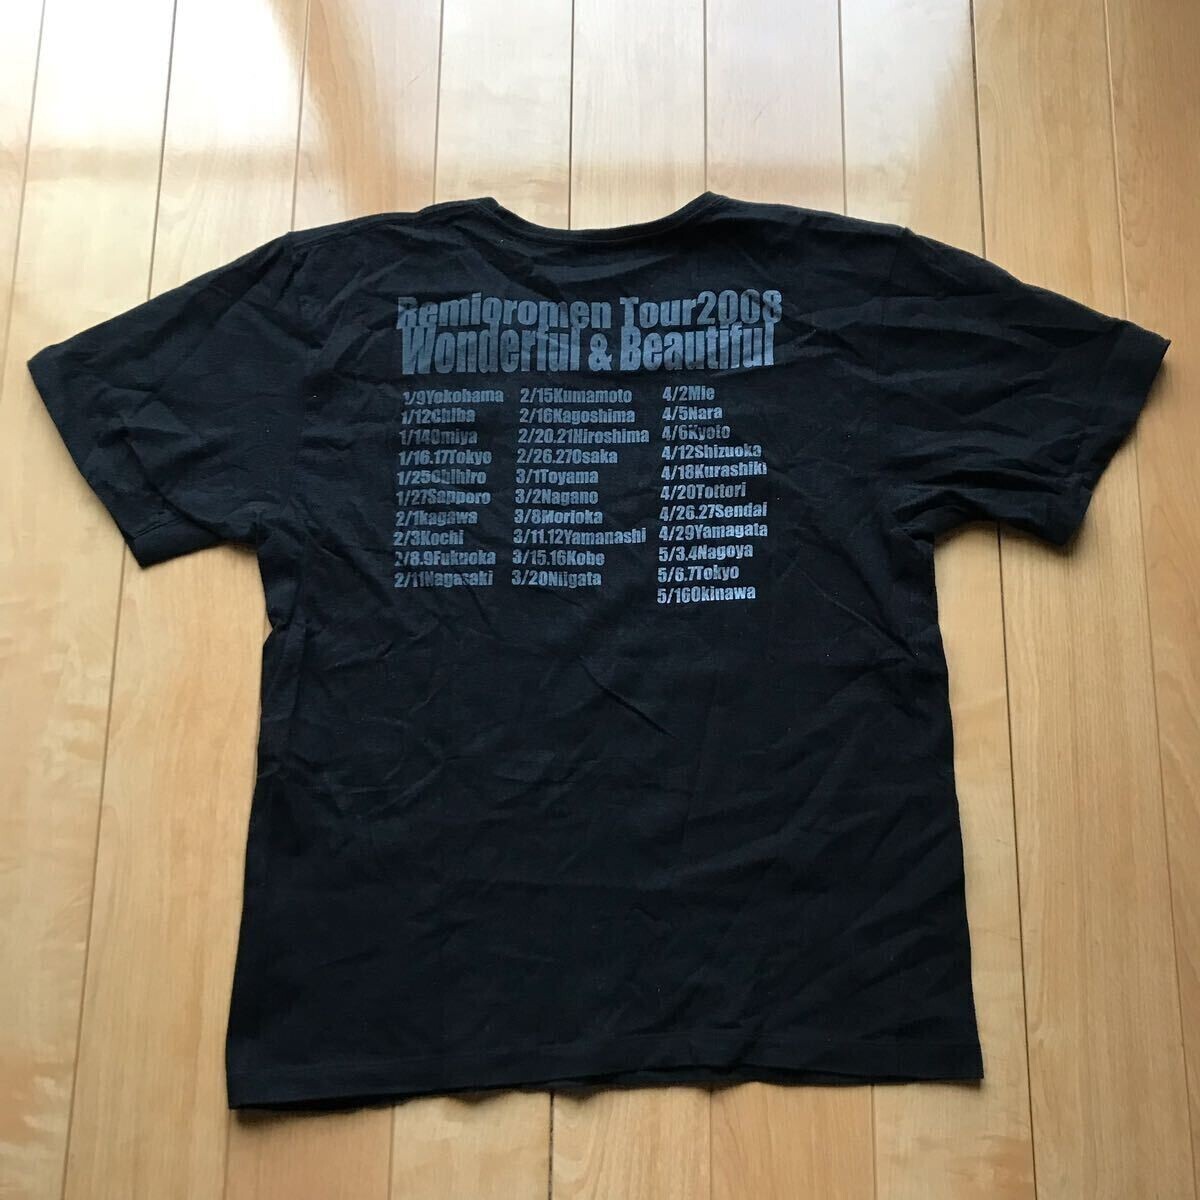 Remioromen Tour2008
Wonderful & Beautiful
1/9Yokohama
1/12Chiba
1/14Omiya
1/16.17Tokyo
1/25Obihiro
1/27Sapporo
2/1kagawa
2/3Kochi
2/8.9Fukuoka
2/11Nagasaki
2/15Kumamoto
2/16Kagoshima
2/20.21Hiroshima
2/26.27Osaka
3/1Toyama
3/2Nagano
3/8Morioka
3/11.12Yamanashi
3/15.16Kobe
3/20Niigata
4/2Mie
4/5Nara
4/6Kyoto
4/12Shizuoka
4/18Kurashiki
4/20Tottori
4/26.27Sendai
4/29Yamagata
5/3.4Nagoya
5/6.7Tokyo
5/16Okinawa